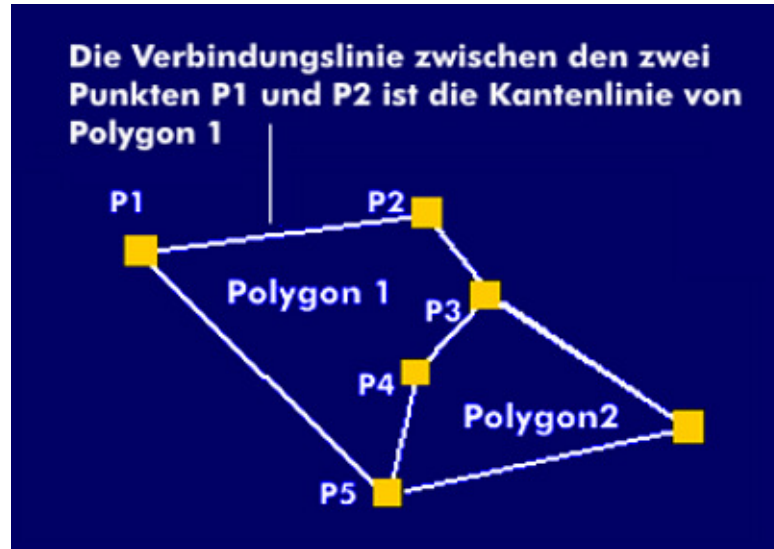 Die Verbindungslinie zwischen den zwei
Punkten P1 und P2 ist die Kantenlinie von
Polygon 1
P1
P2
Polygon 1
P3
P4
Polygon2
P5